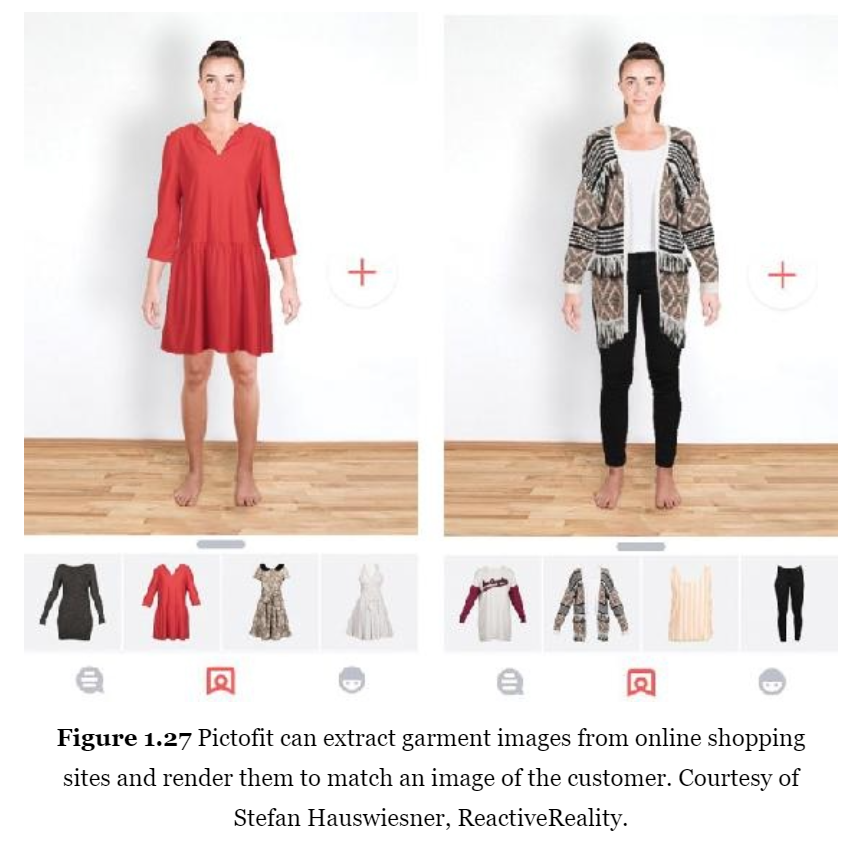 Figure 1.27 Pictofit can extract garment images from online shopping
sites and render them to match an image of the customer. Courtesy of
Stefan Hauswiesner, ReactiveReality.